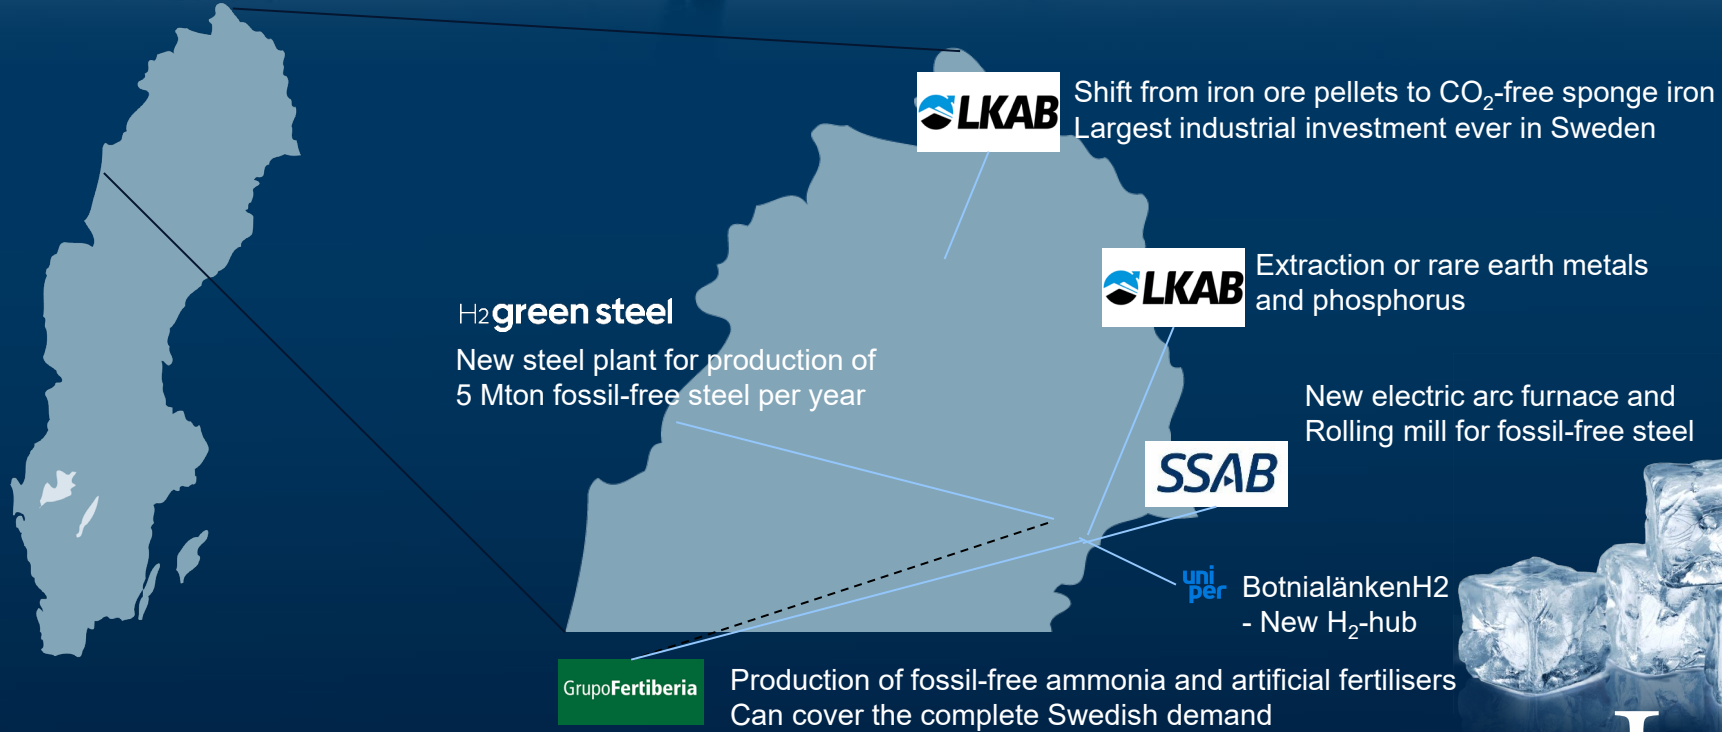 LKAB
Shift from iron ore pellets to CO₂-free sponge iron
Largest industrial investment ever in Sweden
LKAB
Extraction or rare earth metals
and phosphorus
H2 green steel
New steel plant for production of
5 Mton fossil-free steel per year
New electric arc furnace and
Rolling mill for fossil-free steel
SSAB
uni
per
BotnialänkenH2
- New H₂-hub
GrupoFertiberia
Production of fossil-free ammonia and artificial fertilisers
Can cover the complete Swedish demand